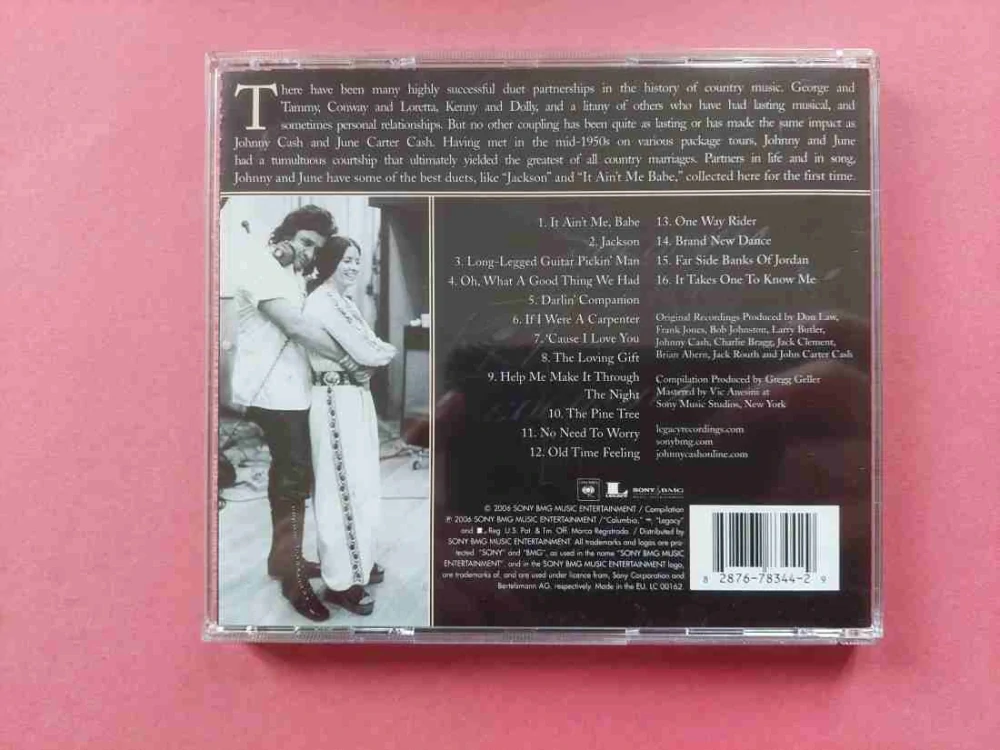 There have been many highly successful duet partnerships in the history of country music. George and
Tammy, Conway and Loretta, Kenny and Dolly, and a litany of others who have had lasting musical, and
sometimes personal relationships. But no other coupling has been quite as lasting or has made the same impact as
Johnny Cash and June Carter Cash. Having met in the mid-1950s on various package tours, Johnny and June
had a tumultuous courtship that ultimately yielded the greatest of all country marriages. Partners in life and in song,
Johnny and June have some of the best duets, like "Jackson" and "It Ain't Me Babe," collected here for the first time.
1. It Ain't Me, Babe
2. Jackson
3. Long-Legged Guitar Pickin' Man
4. Oh, What A Good Thing We Had
5. Darlin' Companion
6. If I Were A Carpenter
7. 'Cause I Love You
8. The Loving Gift
9. Help Me Make It Through
The Night
10. The Pine Tree
11. No Need To Worry
12. Old Time Feeling
13. One Way Rider
14. Brand New Dance
15. Far Side Banks Of Jordan
16. It Takes One To Know Me
Original Recordings Produced by Don Law,
Frank Jones, Bob Johnston, Larry Butler,
Johnny Cash, Charlie Bragg, Jack Clement,
Brian Ahern, Jack Routh and John Carter Cash
Compilation Produced by Gregg Geller
Mastered by Vic Anesini at
Sony Music Studios, New York
legacyrecordings.com
sonybmg.com
johnnycashonline.com
COLUMBIA
L LEGACY
SONY BMG
MUSIC ENTERTAINMENT
© 2006 SONY BMG MUSIC ENTERTAINMENT / Compilation
℗ 2006 SONY BMG MUSIC ENTERTAINMENT / "Columbia," "Legacy"
and L Reg. U.S. Pat. & Tm. Off. Marca Registrada. / Distributed by
SONY BMG MUSIC ENTERTAINMENT. All trademarks and logos are pro-
tected. "SONY" and "BMG", as used in the name "SONY BMG MUSIC
ENTERTAINMENT", and in the SONY BMG MUSIC ENTERTAINMENT logo,
are trademarks of, and are used under licence from, Sony Corporation and
Bertelsmann AG, respectively. Made in the EU. LC 00162
8 2876-78344-2 9